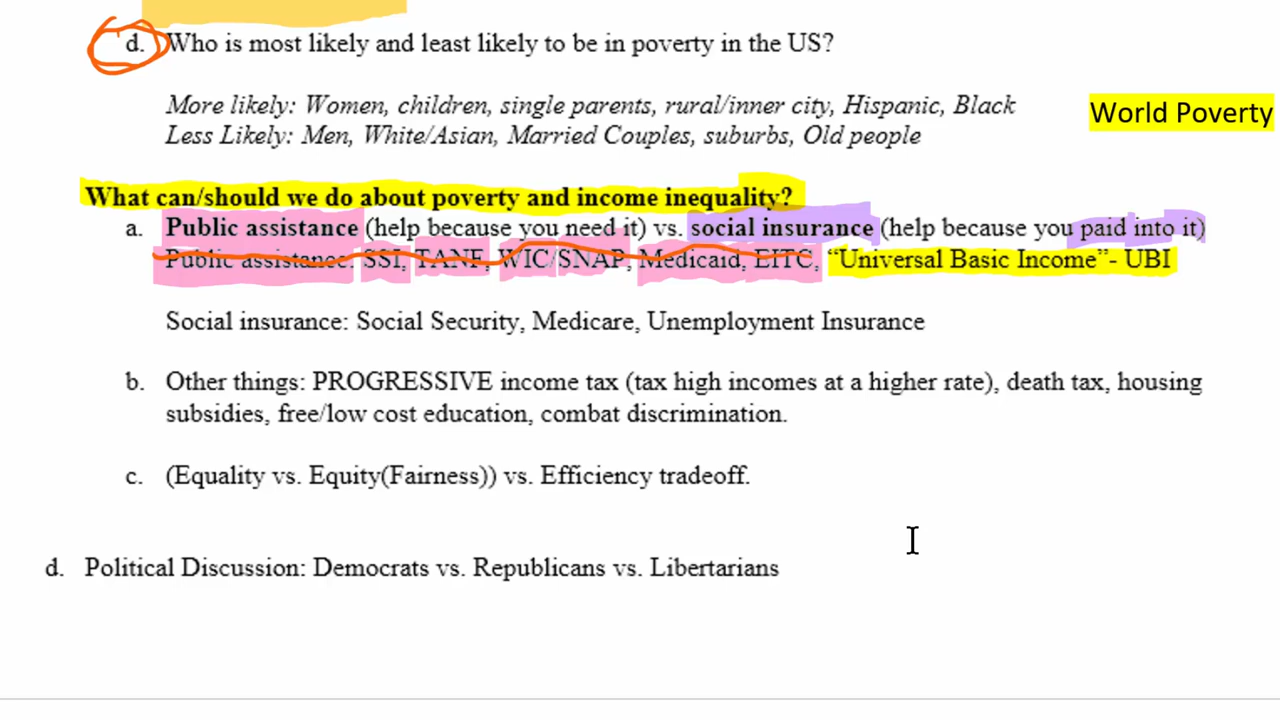 d. Who is most likely and least likely to be in poverty in the US?
More likely: Women, children, single parents, rural/inner city, Hispanic, Black
World Poverty
Less Likely: Men, White/Asian, Married Couples, suburbs, Old people
What can/should we do about poverty and income inequality?
a. Public assistance (help because you need it) vs. social insurance (help because you paid into it)
Public assistance: SSI, TANF, WIC/SNAP, Medicaid, EITC, “Universal Basic Income”- UBI
Social insurance: Social Security, Medicare, Unemployment Insurance
b. Other things: PROGRESSIVE income tax (tax high incomes at a higher rate), death tax, housing
subsidies, free/low cost education, combat discrimination.
c. (Equality vs. Equity(Fairness)) vs. Efficiency tradeoff.
d. Political Discussion: Democrats vs. Republicans vs. Libertarians